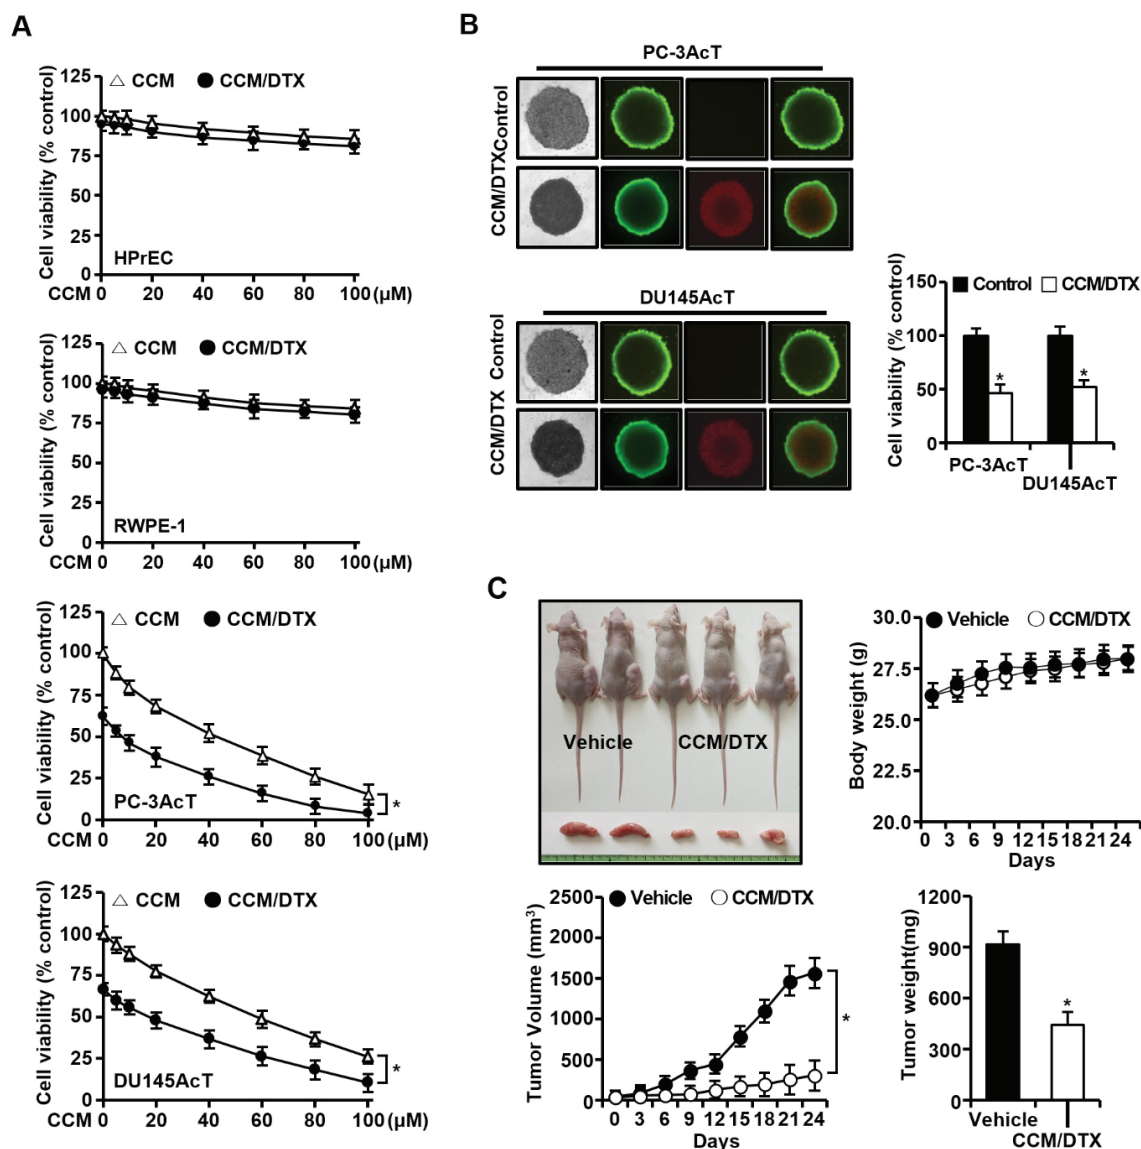 A
125
△ CCM ● CCM/DTX
100
75
50
25
0
Cell viability (% control)
HPrEC
CCM 0 20 40 60 80 100 (µM)
125
△ CCM ● CCM/DTX
100
75
50
25
0
Cell viability (% control)
RWPE-1
CCM 0 20 40 60 80 100 (µM)
125
△ CCM ● CCM/DTX
100
75
50
25
0
Cell viability (% control)
PC-3AcT
*
CCM 0 20 40 60 80 100 (µM)
125
△ CCM ● CCM/DTX
100
75
50
25
0
Cell viability (% control)
DU145AcT
*
CCM 0 20 40 60 80 100 (µM)
B
PC-3AcT
Control
CCM/DTX
DU145AcT
Control
CCM/DTX
150
■ Control □ CCM/DTX
100
50
0
Cell viability (% control)
* *
PC-3AcT
DU145AcT
C
Vehicle CCM/DTX
30.0
● Vehicle ○ CCM/DTX
27.5
25.0
22.5
20.0
Body weight (g)
0 3 6 9 12 15 18 21 24
Days
2500
● Vehicle ○ CCM/DTX
2000
1500
1000
500
0
Tumor Volume (mm³)
*
0 3 6 9 12 15 18 21 24
Days
1200
900
600
300
0
Tumor weight(mg)
*
Vehicle
CCM/DTX